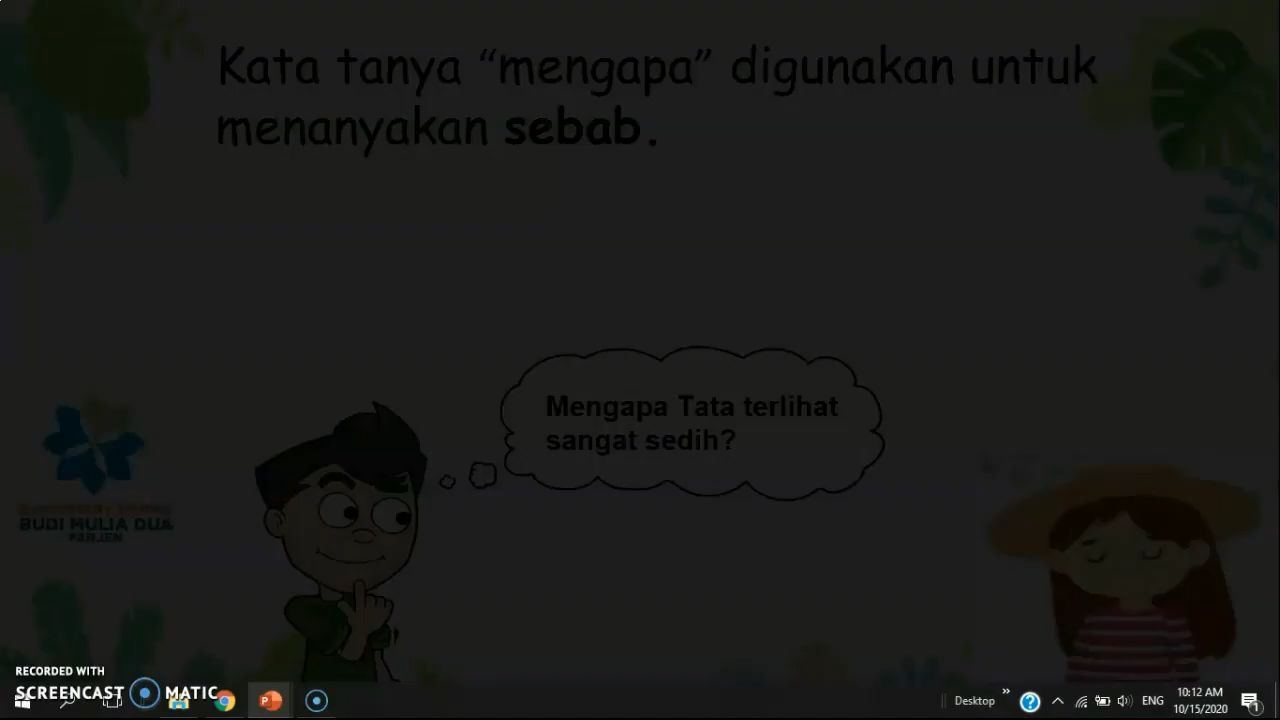 Kata tanya “mengapa” digunakan untuk
menanyakan sebab.
Mengapa Tata terlihat
sangat sedih?
BUDI MULIA DUA
RECORDED WITH
SCREENCAST MATIC
Desktop
ENG
10:12 AM
10/15/2020